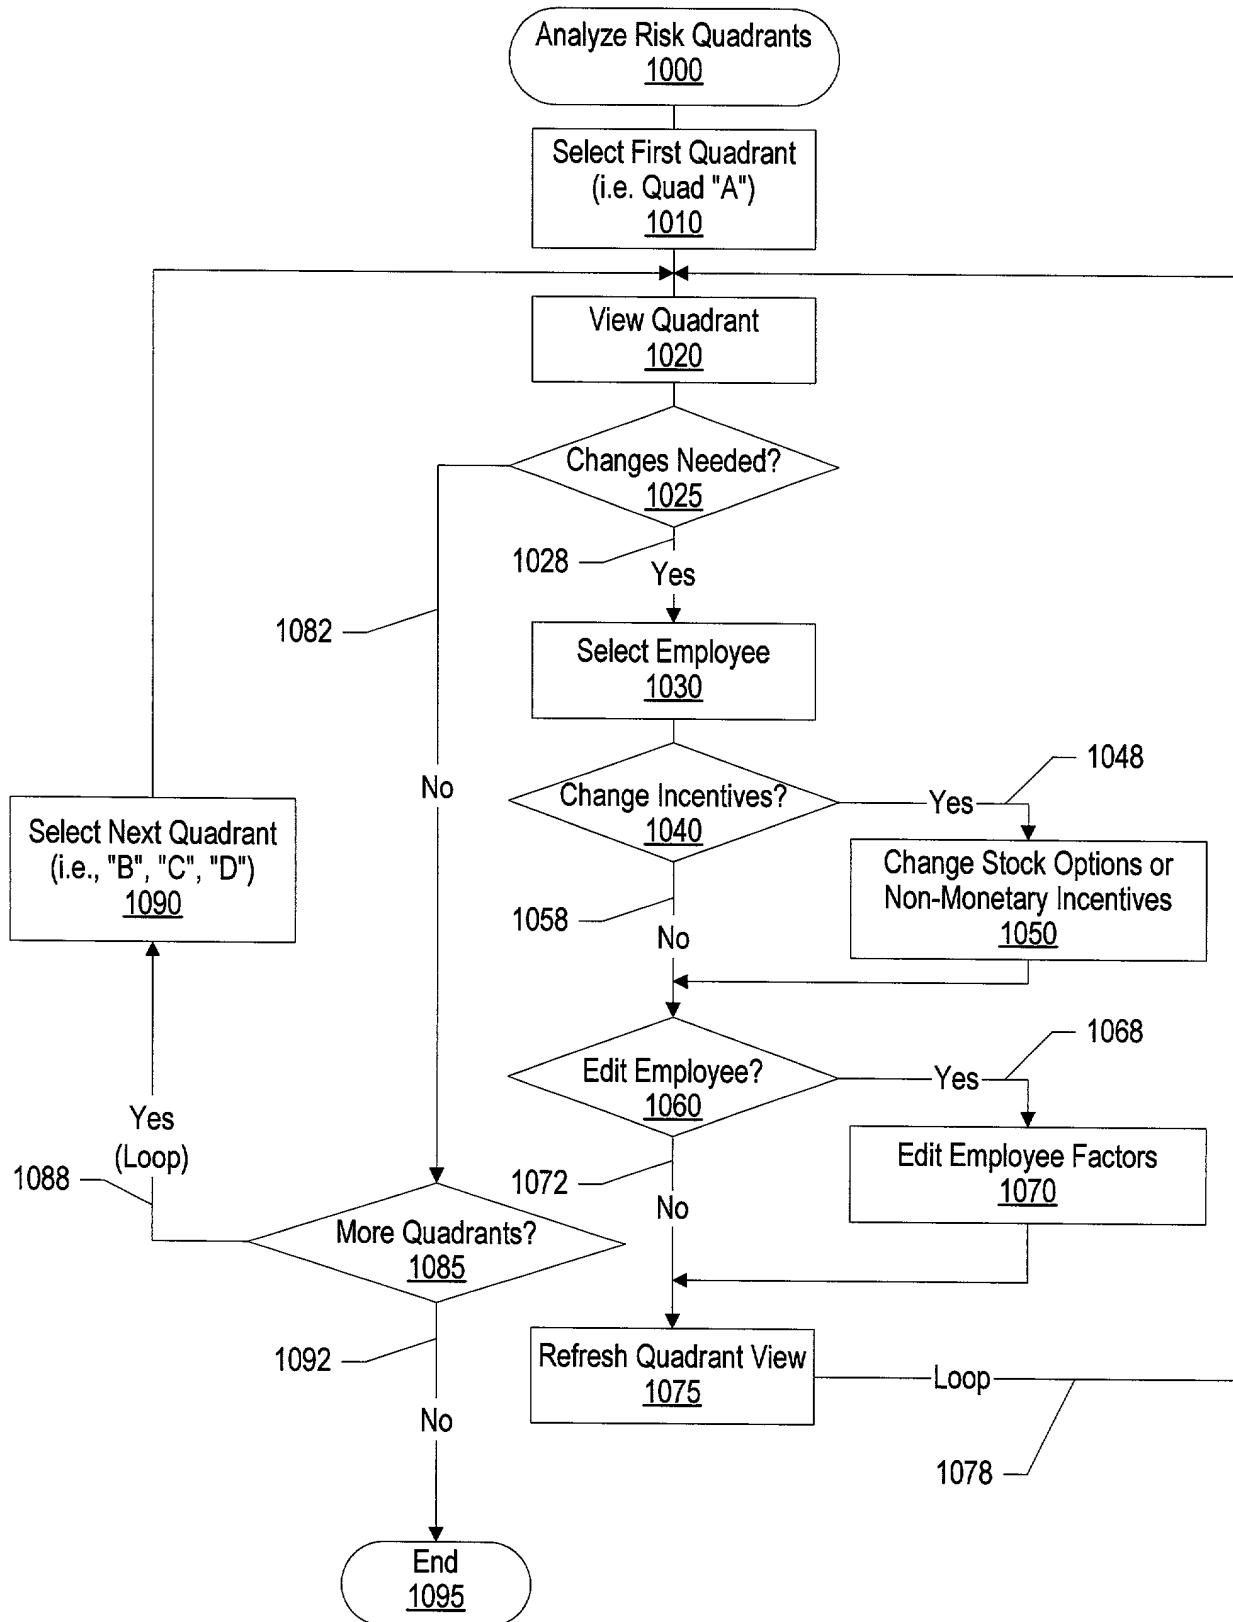 Analyze Risk Quadrants
1000
Select First Quadrant
(i.e. Quad "A")
1010
View Quadrant
1020
Changes Needed?
1025
1028
Yes
1082
Select Employee
1030
No
Change Incentives?
1040
Yes
1048
Select Next Quadrant
(i.e., "B", "C", "D")
1090
Change Stock Options or
Non-Monetary Incentives
1050
1058
No
Edit Employee?
1060
Yes
1068
Yes
(Loop)
1088
Edit Employee Factors
1070
1072
No
More Quadrants?
1085
1092
No
Refresh Quadrant View
1075
Loop
1078
End
1095